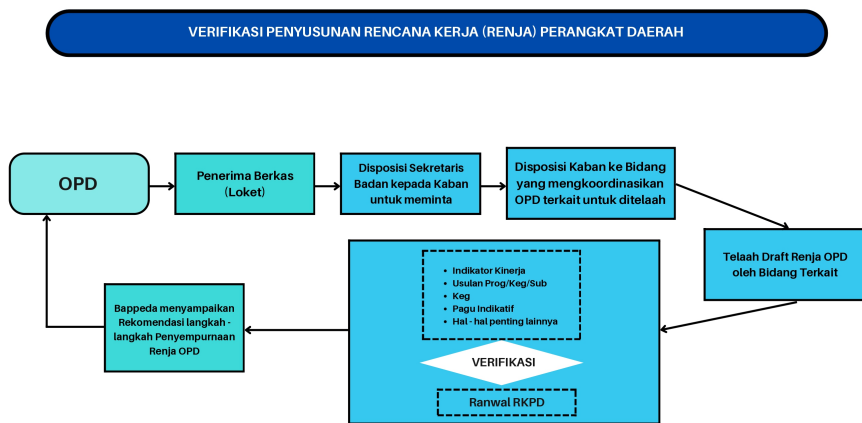 VERIFIKASI PENYUSUNAN RENCANA KERJA (RENJA) PERANGKAT DAERAH
OPD
Penerima Berkas
(Loket)
Disposisi Sekretaris
Badan kepada Kaban
untuk meminta
Disposisi Kaban ke Bidang
yang mengkoordinasikan
OPD terkait untuk ditelaah
Telaah Draft Renja OPD
oleh Bidang Terkait
• Indikator Kinerja
• Usulan Prog/Keg/Sub
• Keg
• Pagu Indikatif
• Hal - hal penting lainnya
VERIFIKASI
Ranwal RKPD
Bappeda menyampaikan
Rekomendasi langkah -
langkah Penyempurnaan
Renja OPD